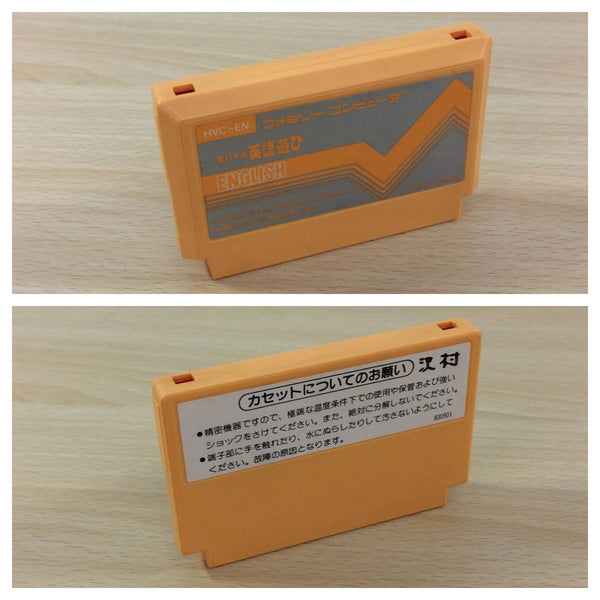 HVC-EN ファミリー コンピューター
ポパイの 英語遊び
ENGLISH
カセットについてのお願い 沢村
●精密機器ですので、極端な温度条件下での使用や保管および強い
ショックをさけてください。また、絶対に分解しないでください。
●端子部に手を触れたり、水にぬらしたりして汚さないようにして
ください。故障の原因となります。
830901